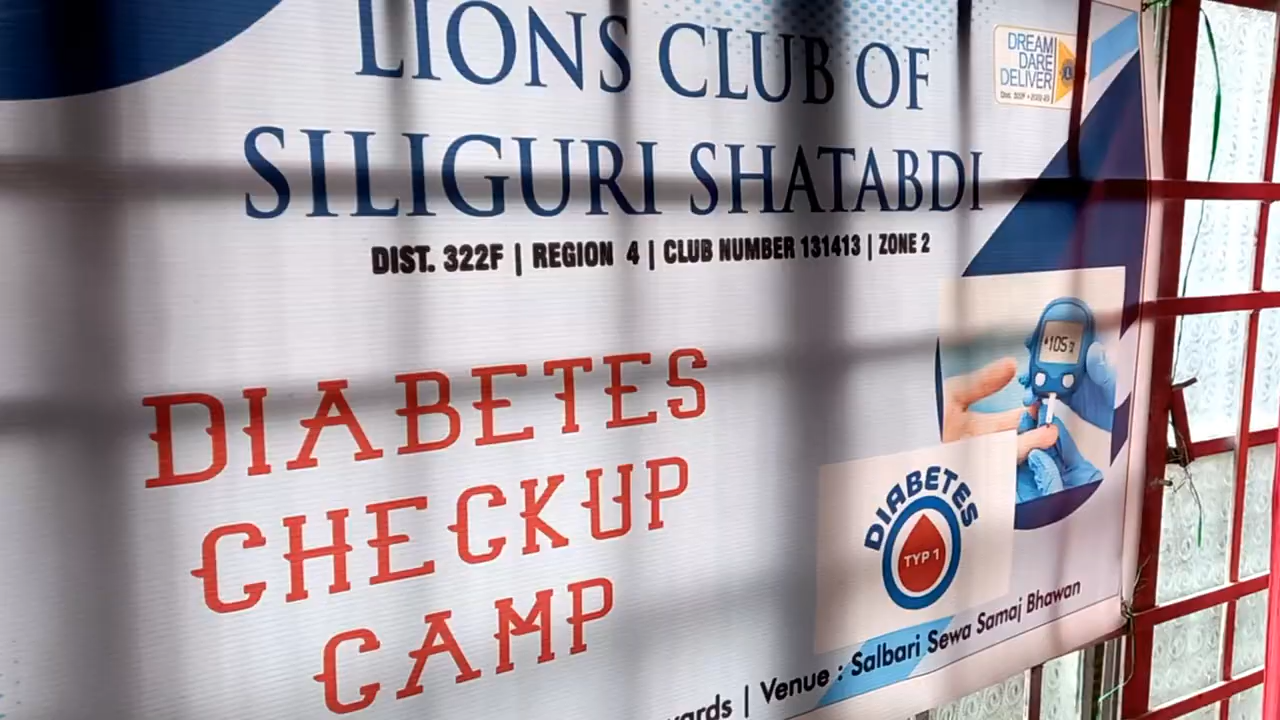 LIONS CLUB OF
SILIGURI SHATABDI
DIST. 322F | REGION 4 | CLUB NUMBER 131413 | ZONE 2
DREAM
DARE
DELIVER
DIABETES
CHECKUP
CAMP
105
DIABETES
TYP 1
| Venue : Salbari Sewa Samaj Bhawan